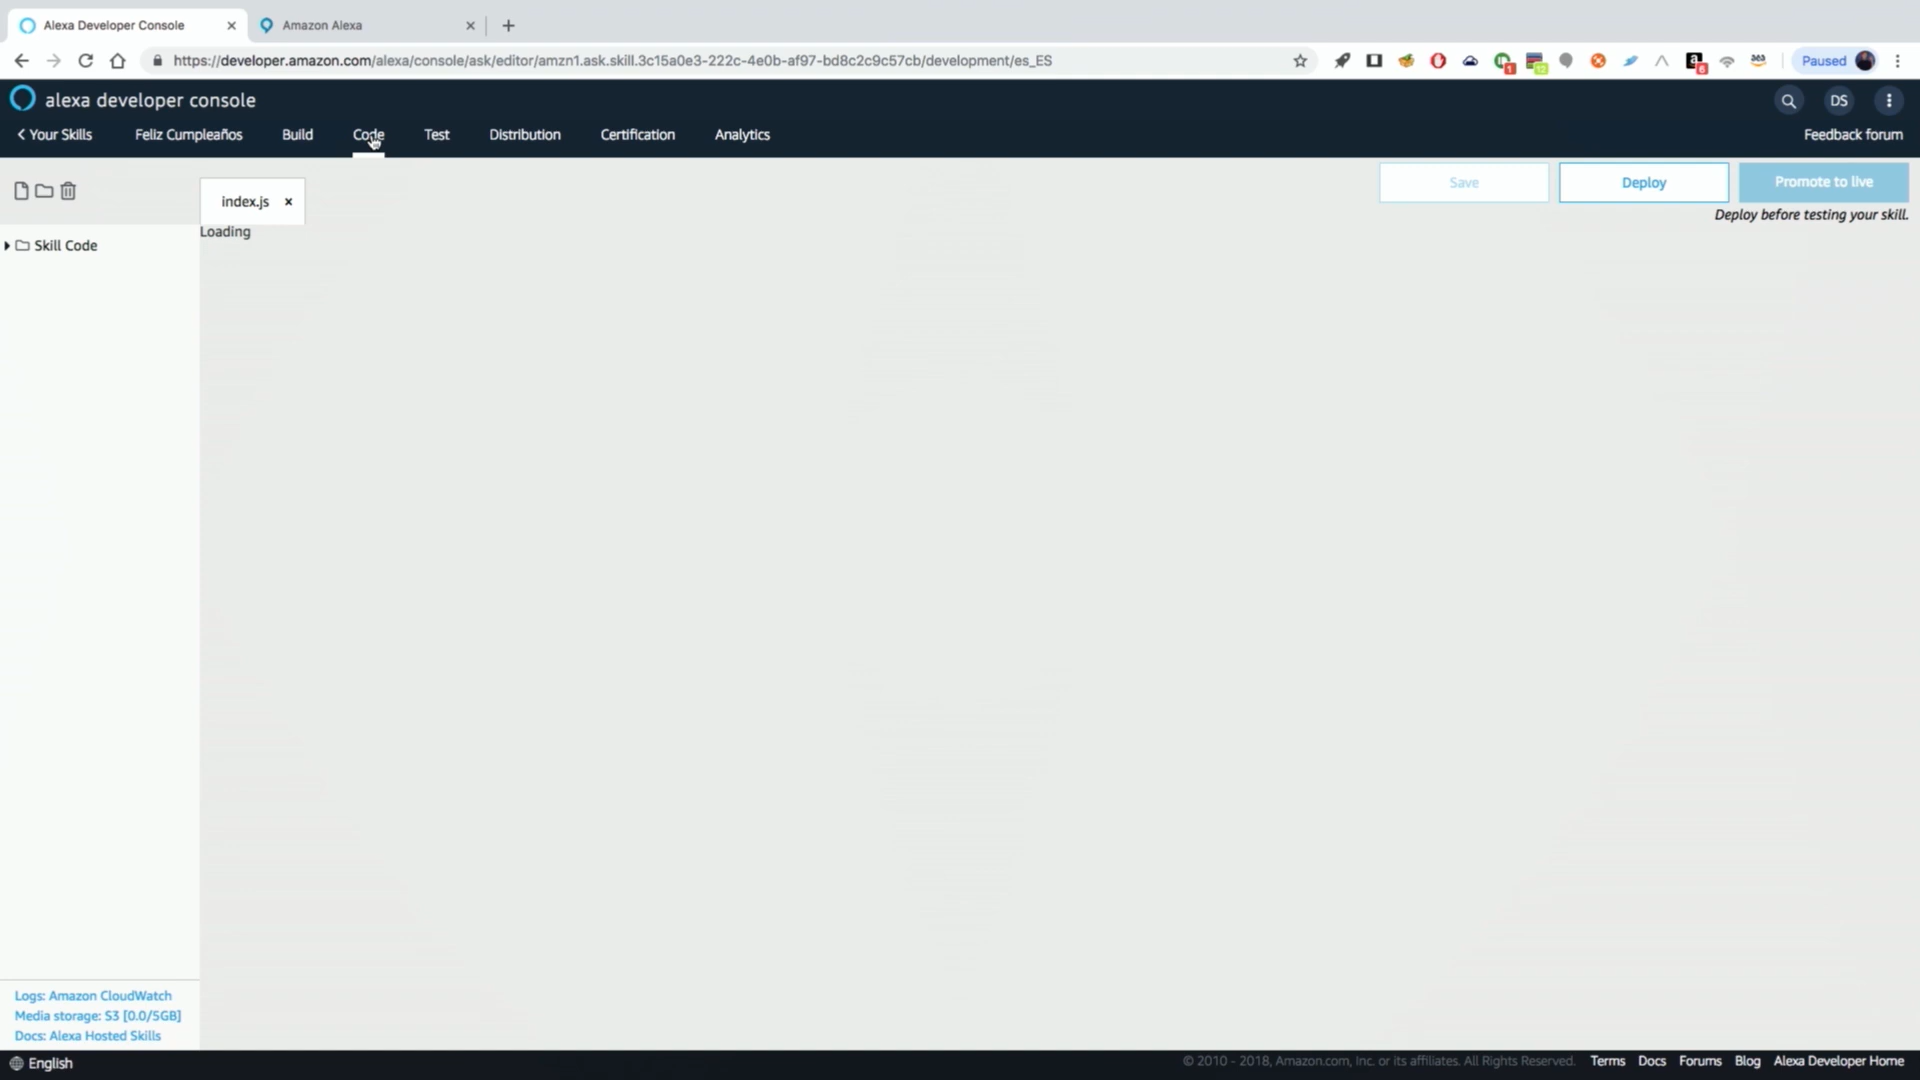 Alexa Developer Console
Amazon Alexa
https://developer.amazon.com/alexa/console/ask/editor/amzn1.ask.skill.3c15a0e3-222c-4e0b-af97-bd8c2c9c57cb/development/es_ES
Paused
alexa developer console
DS
Your Skills
Feliz Cumpleaños
Build
Code
Test
Distribution
Certification
Analytics
Feedback forum
index.js
Save
Deploy
Promote to live
Deploy before testing your skill.
Loading
Skill Code
Logs: Amazon CloudWatch
Media storage: S3 [0.0/5GB]
Docs: Alexa Hosted Skills
English
© 2010 - 2018, Amazon.com, Inc. or its affiliates. All Rights Reserved.
Terms
Docs
Forums
Blog
Alexa Developer Home